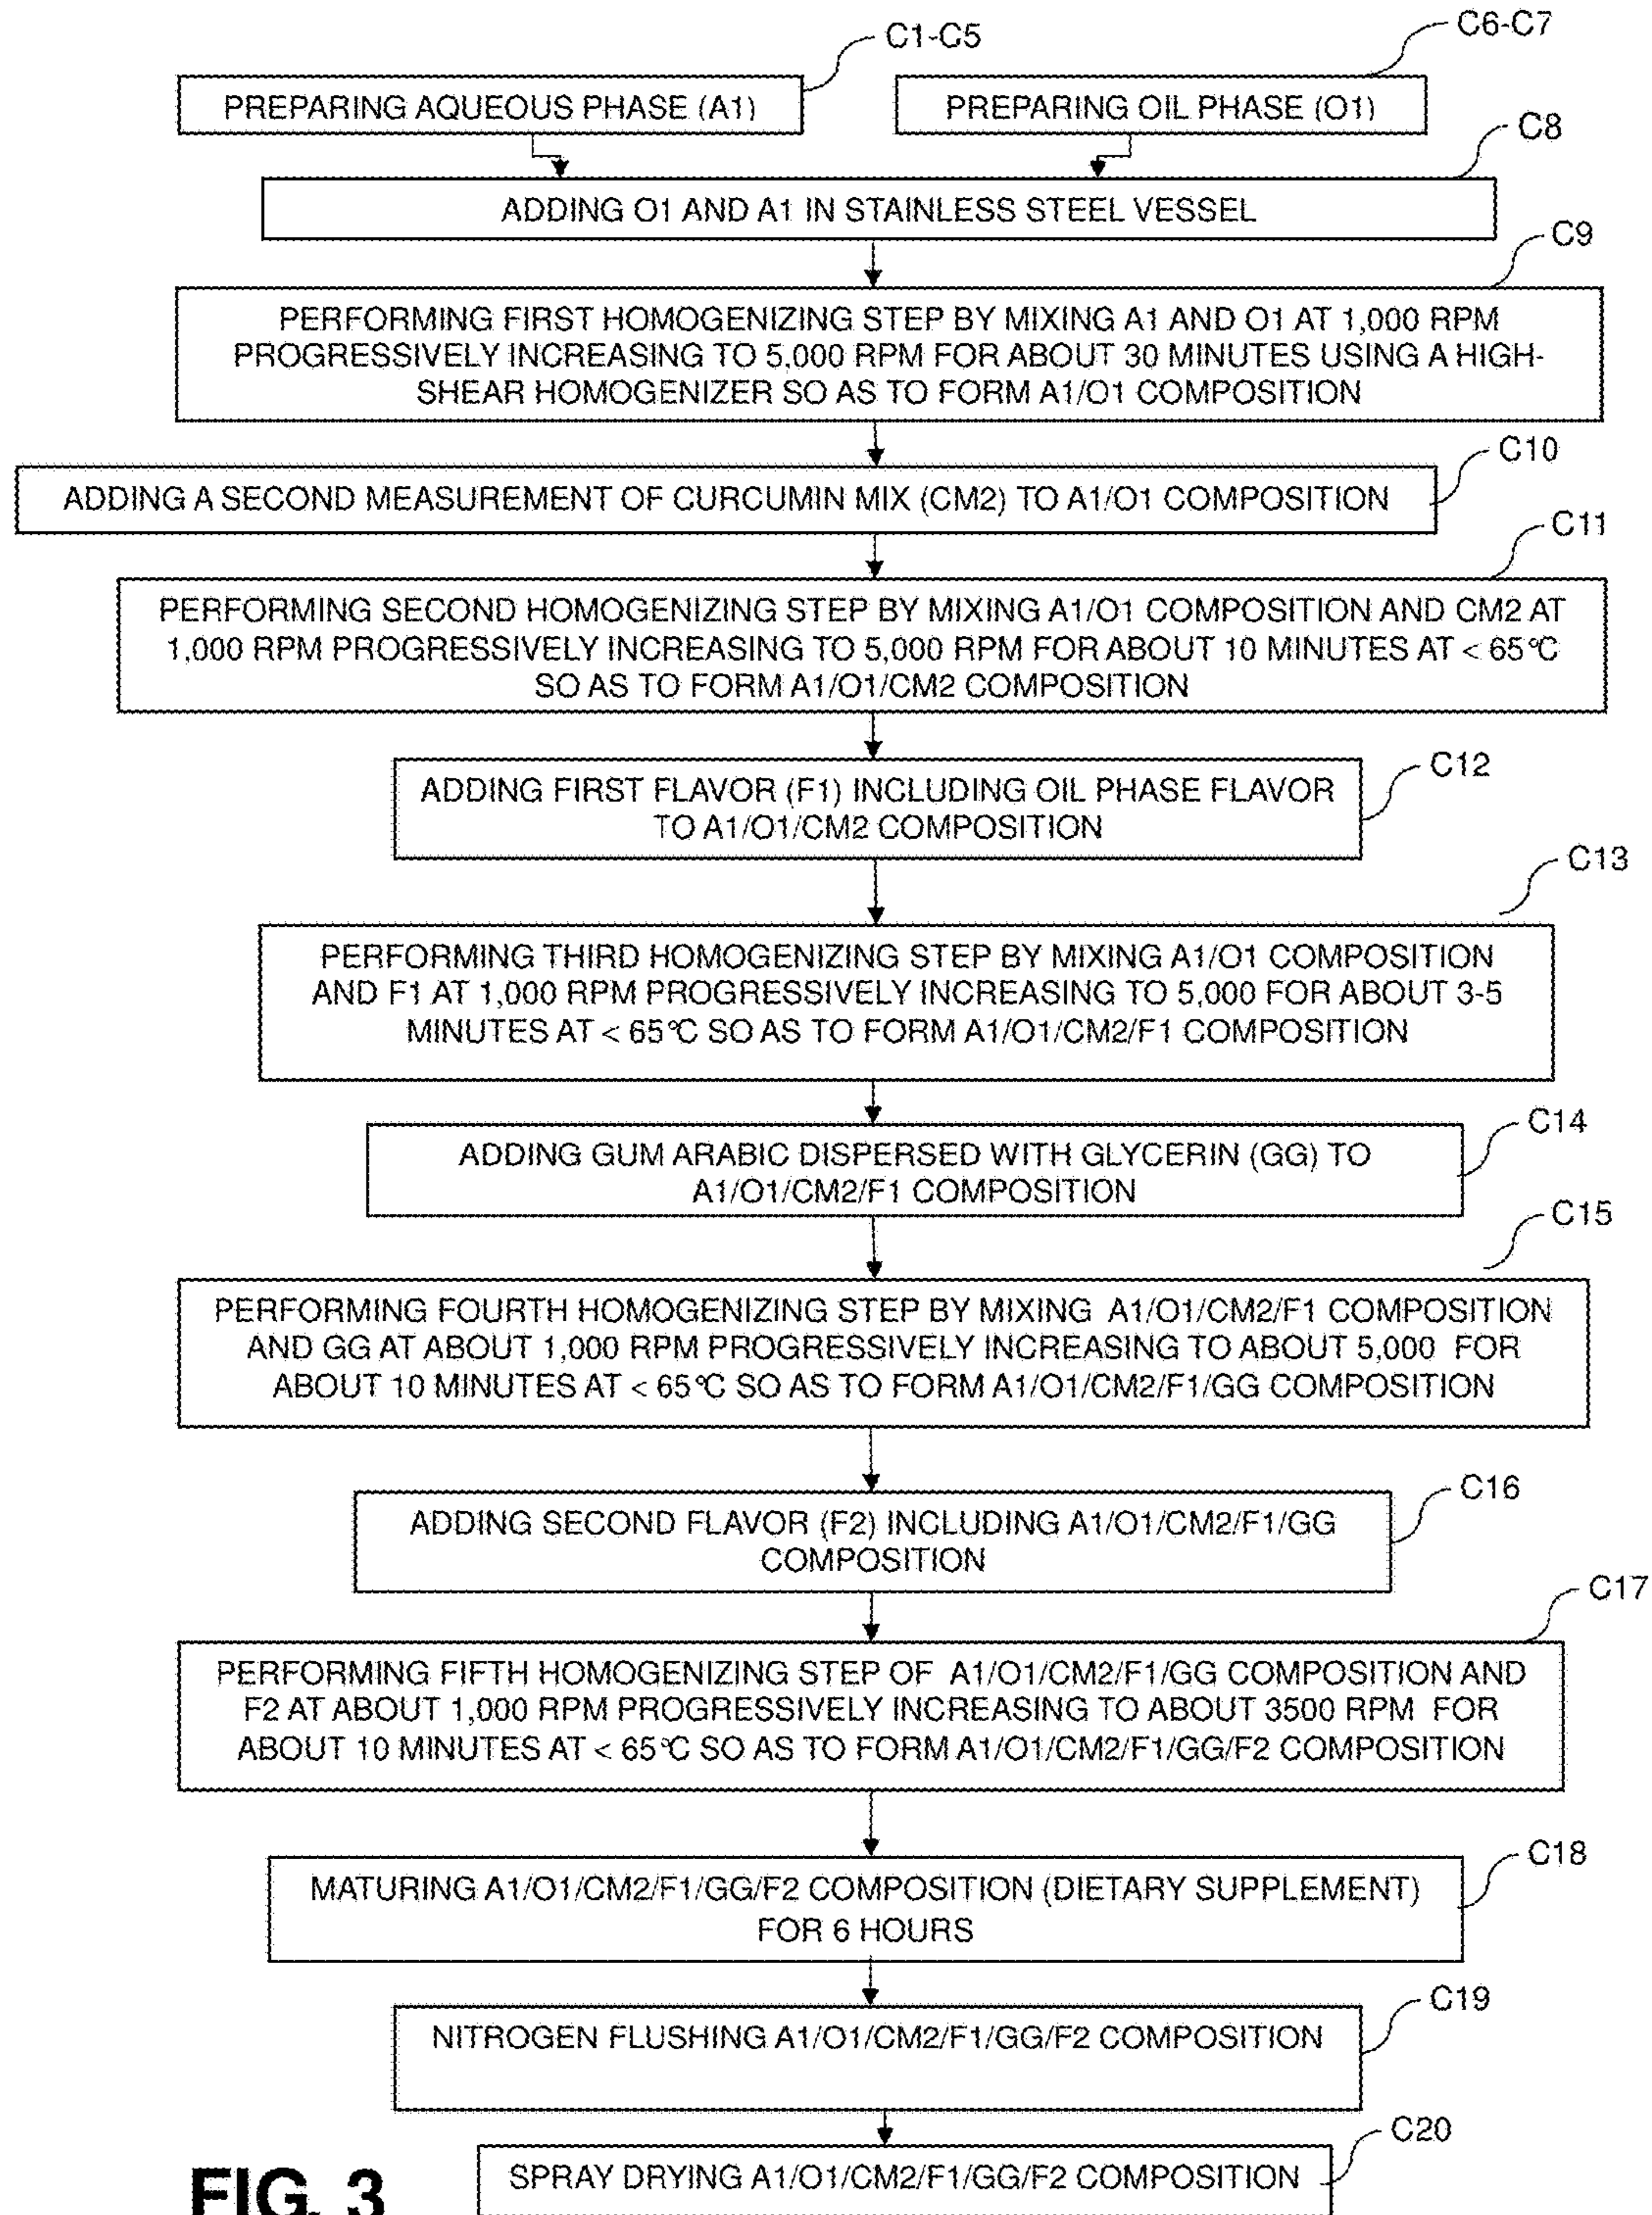 C1-C5
C6-C7
PREPARING AQUEOUS PHASE (A1)
PREPARING OIL PHASE (O1)
C8
ADDING O1 AND A1 IN STAINLESS STEEL VESSEL
C9
PERFORMING FIRST HOMOGENIZING STEP BY MIXING A1 AND O1 AT 1,000 RPM
PROGRESSIVELY INCREASING TO 5,000 RPM FOR ABOUT 30 MINUTES USING A HIGH-
SHEAR HOMOGENIZER SO AS TO FORM A1/O1 COMPOSITION
C10
ADDING A SECOND MEASUREMENT OF CURCUMIN MIX (CM2) TO A1/O1 COMPOSITION
C11
PERFORMING SECOND HOMOGENIZING STEP BY MIXING A1/O1 COMPOSITION AND CM2 AT
1,000 RPM PROGRESSIVELY INCREASING TO 5,000 RPM FOR ABOUT 10 MINUTES AT < 65°C
SO AS TO FORM A1/O1/CM2 COMPOSITION
C12
ADDING FIRST FLAVOR (F1) INCLUDING OIL PHASE FLAVOR
TO A1/O1/CM2 COMPOSITION
C13
PERFORMING THIRD HOMOGENIZING STEP BY MIXING A1/O1 COMPOSITION
AND F1 AT 1,000 RPM PROGRESSIVELY INCREASING TO 5,000 FOR ABOUT 3-5
MINUTES AT < 65°C SO AS TO FORM A1/O1/CM2/F1 COMPOSITION
C14
ADDING GUM ARABIC DISPERSED WITH GLYCERIN (GG) TO
A1/O1/CM2/F1 COMPOSITION
C15
PERFORMING FOURTH HOMOGENIZING STEP BY MIXING A1/O1/CM2/F1 COMPOSITION
AND GG AT ABOUT 1,000 RPM PROGRESSIVELY INCREASING TO ABOUT 5,000 FOR
ABOUT 10 MINUTES AT < 65°C SO AS TO FORM A1/O1/CM2/F1/GG COMPOSITION
C16
ADDING SECOND FLAVOR (F2) INCLUDING A1/O1/CM2/F1/GG
COMPOSITION
C17
PERFORMING FIFTH HOMOGENIZING STEP OF A1/O1/CM2/F1/GG COMPOSITION AND
F2 AT ABOUT 1,000 RPM PROGRESSIVELY INCREASING TO ABOUT 3500 RPM FOR
ABOUT 10 MINUTES AT < 65°C SO AS TO FORM A1/O1/CM2/F1/GG/F2 COMPOSITION
C18
MATURING A1/O1/CM2/F1/GG/F2 COMPOSITION (DIETARY SUPPLEMENT)
FOR 6 HOURS
C19
NITROGEN FLUSHING A1/O1/CM2/F1/GG/F2 COMPOSITION
C20
SPRAY DRYING A1/O1/CM2/F1/GG/F2 COMPOSITION
FIG. 3